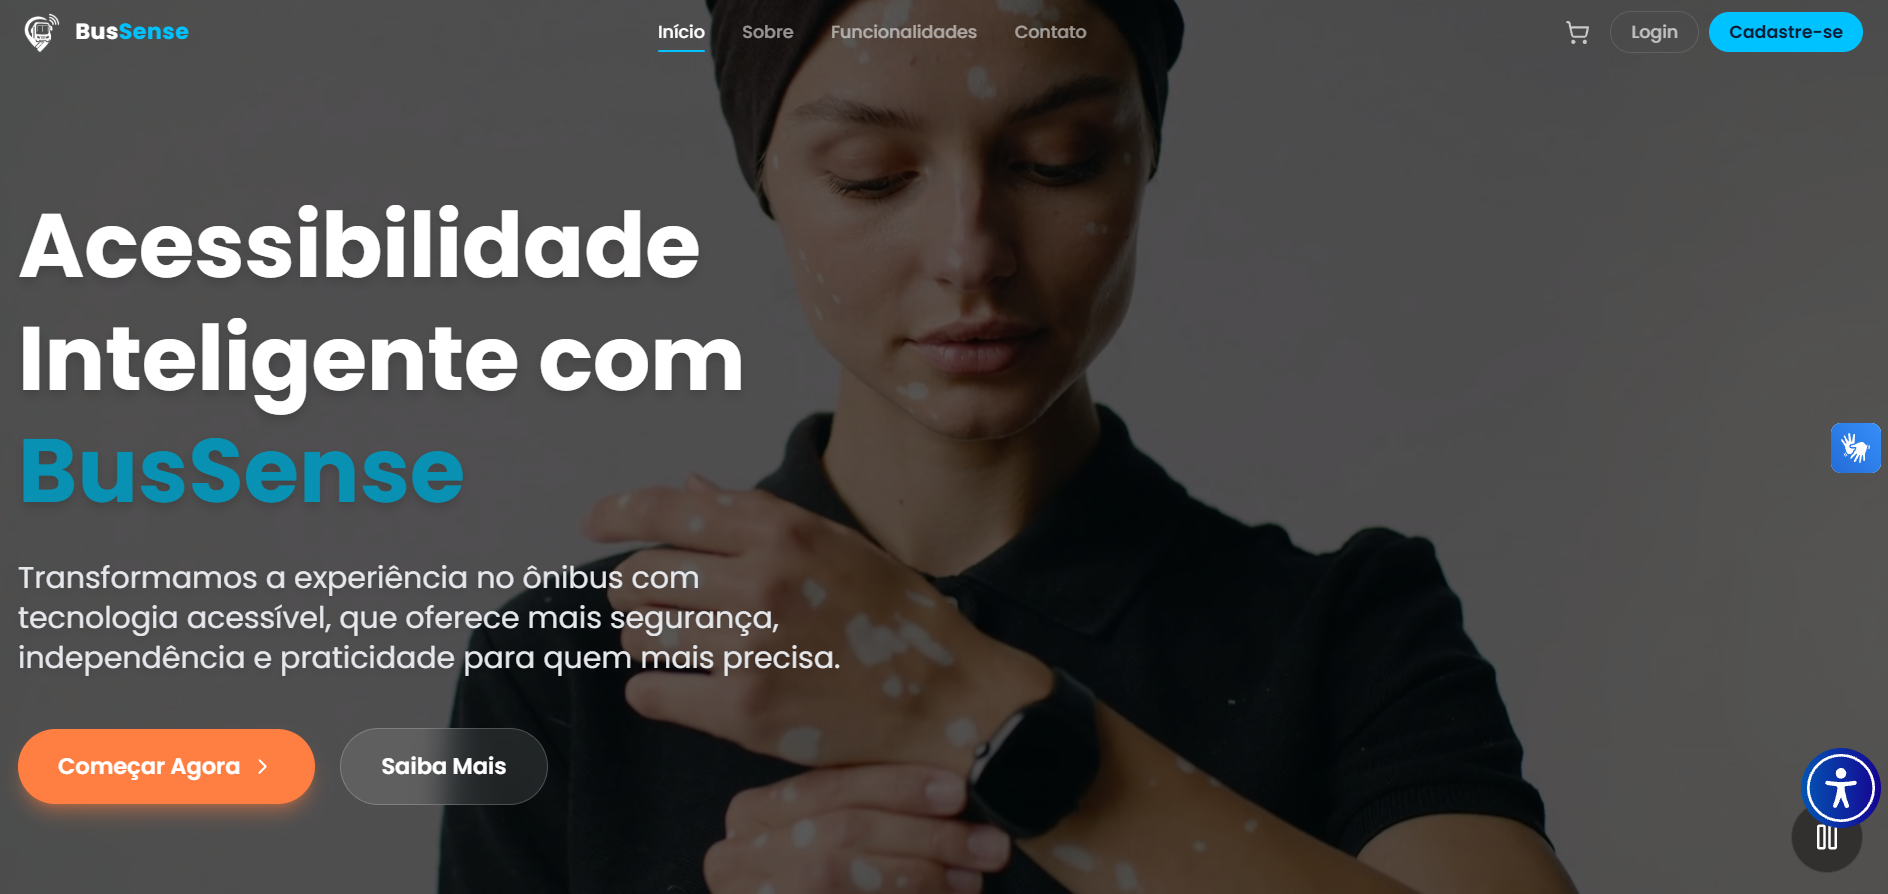 BusSense
Início
Sobre
Funcionalidades
Contato
Login
Cadastre-se
Acessibilidade
Inteligente com
BusSense
Transformamos a experiência no ônibus com
tecnologia acessível, que oferece mais segurança,
independência e praticidade para quem mais precisa.
Começar Agora
Saiba Mais